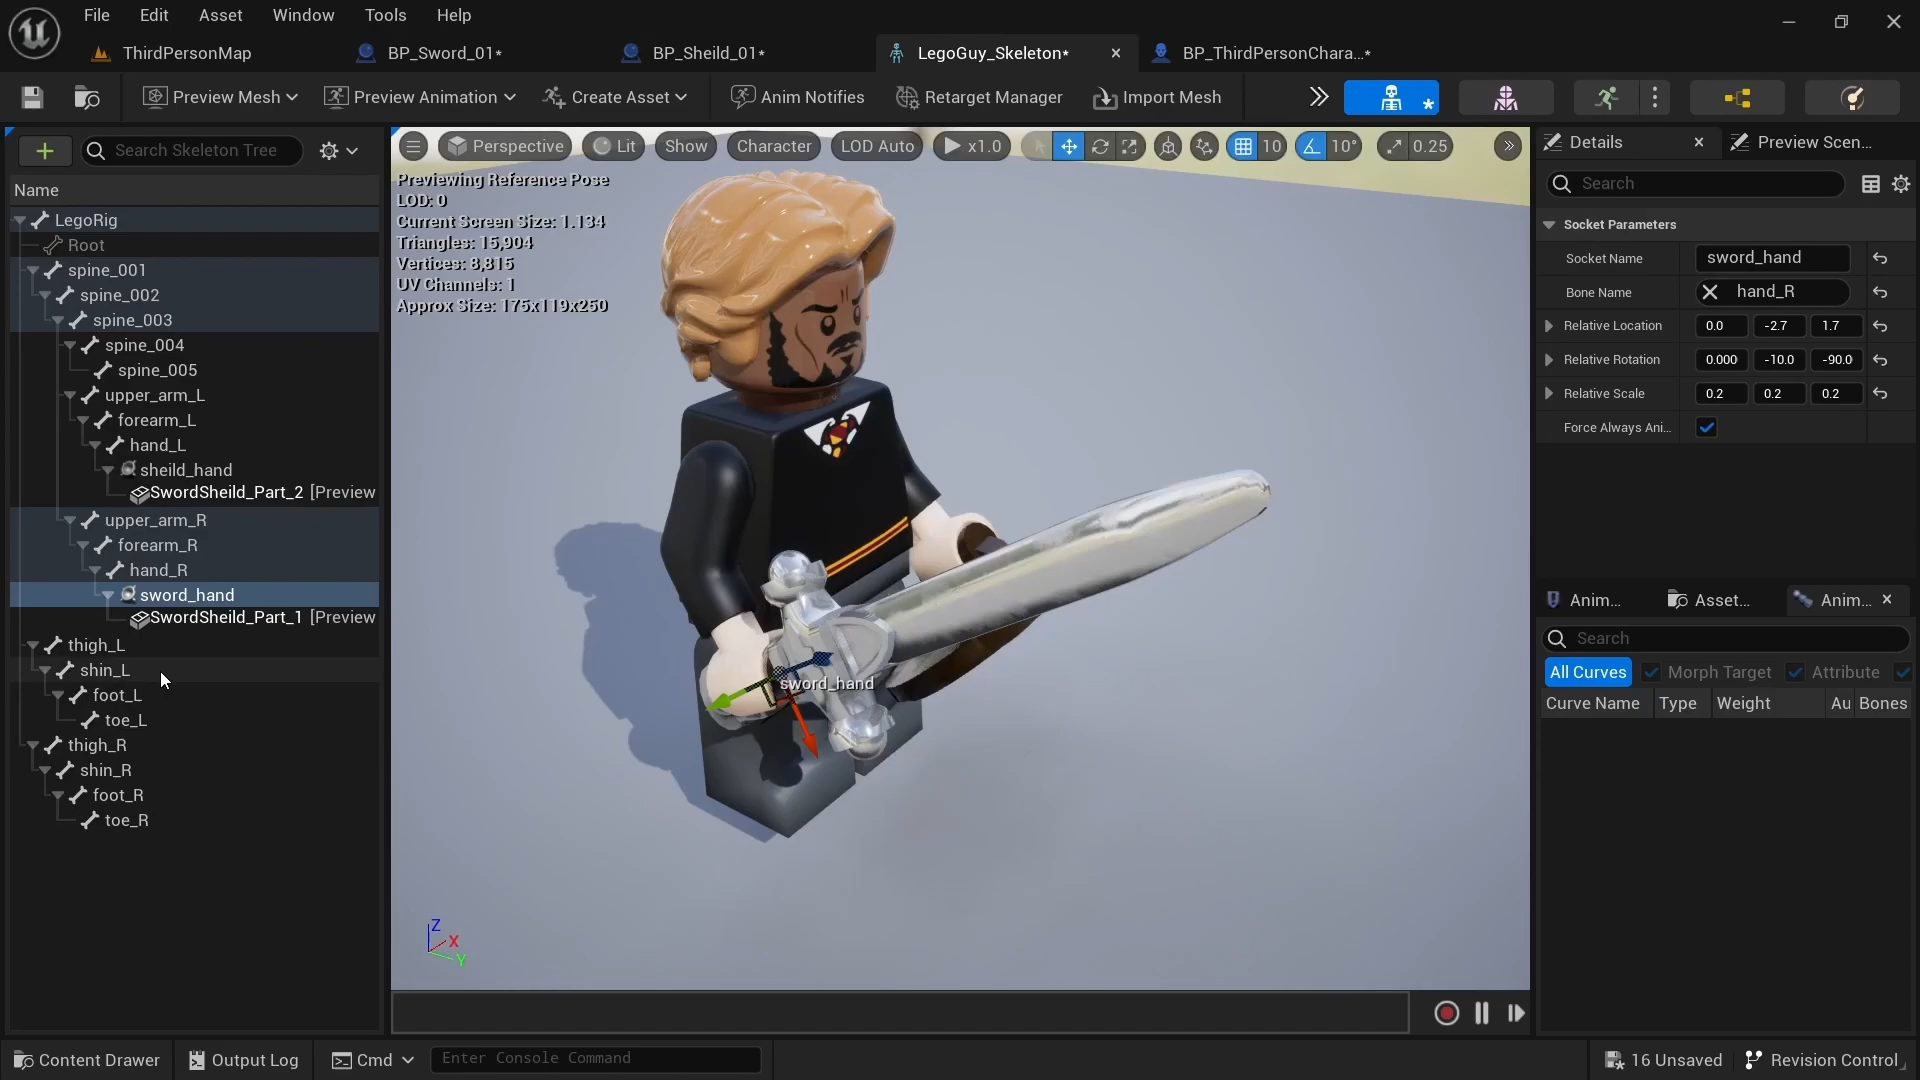 File Edit Asset Window Tools Help
ThirdPersonMap BP_Sword_01* BP_Sheild_01* LegoGuy_Skeleton* BP_ThirdPersonChara...*
Preview Mesh Preview Animation Create Asset Anim Notifies Retarget Manager Import Mesh
Search Skeleton Tree
Name
LegoRig
Root
spine_001
spine_002
spine_003
spine_004
spine_005
upper_arm_L
forearm_L
hand_L
sheild_hand
SwordSheild_Part_2 [Preview
upper_arm_R
forearm_R
hand_R
sword_hand
SwordSheild_Part_1 [Preview
thigh_L
shin_L
foot_L
toe_L
thigh_R
shin_R
foot_R
toe_R
Perspective Lit Show Character LOD Auto x1.0 10 10° 0.25
Previewing Reference Pose
LOD: 0
Current Screen Size: 1.134
Triangles: 15,904
Vertices: 8,815
UV Channels: 1
Approx Size: 175x119x250
sword_hand
Z
X
Y
Details Preview Scen...
Search
Socket Parameters
Socket Name sword_hand
Bone Name hand_R
Relative Location 0.0 -2.7 1.7
Relative Rotation 0.000 -10.0 -90.0
Relative Scale 0.2 0.2 0.2
Force Always Ani...
Anim... Asset... Anim...
Search
All Curves Morph Target Attribute
Curve Name Type Weight Au Bones
Content Drawer Output Log Cmd Enter Console Command 16 Unsaved Revision Control